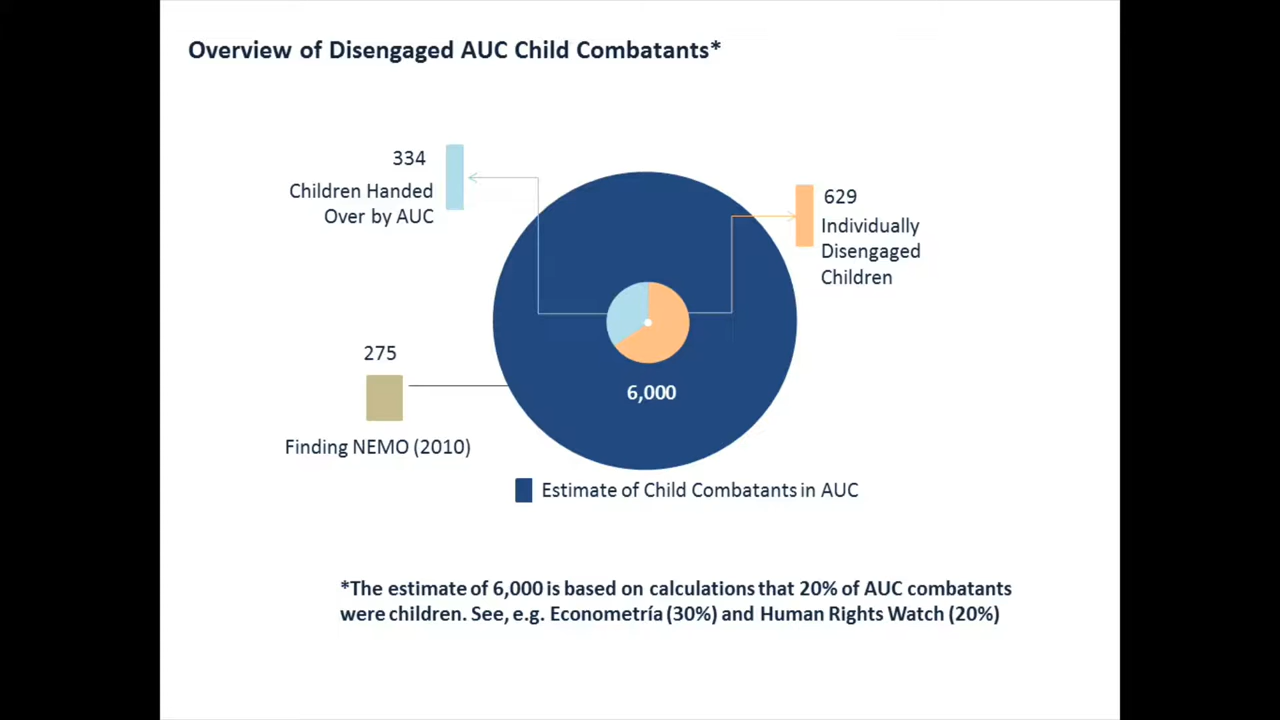 Overview of Disengaged AUC Child Combatants*
334
Children Handed
Over by AUC
629
Individually
Disengaged
Children
275
Finding NEMO (2010)
6,000
Estimate of Child Combatants in AUC
*The estimate of 6,000 is based on calculations that 20% of AUC combatants
were children. See, e.g. Econometría (30%) and Human Rights Watch (20%)